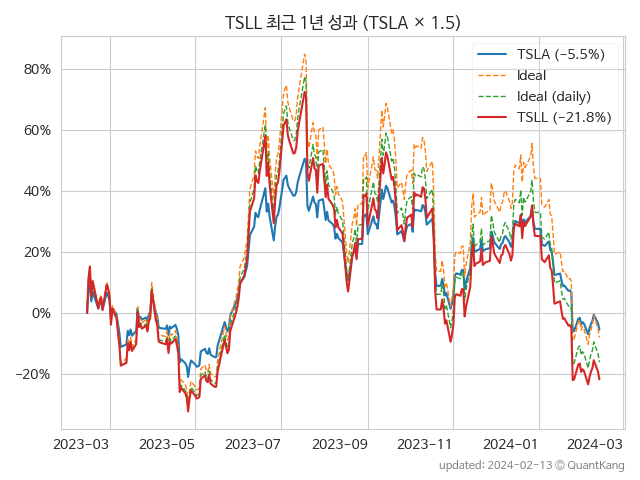 TSLL 최근 1년 성과 (TSLA × 1.5)
80%
60%
40%
20%
0%
−20%
TSLA (−5.5%)
Ideal
Ideal (daily)
TSLL (−21.8%)
2023-03 2023-05 2023-07 2023-09 2023-11 2024-01 2024-03
updated: 2024-02-13 © QuantKang